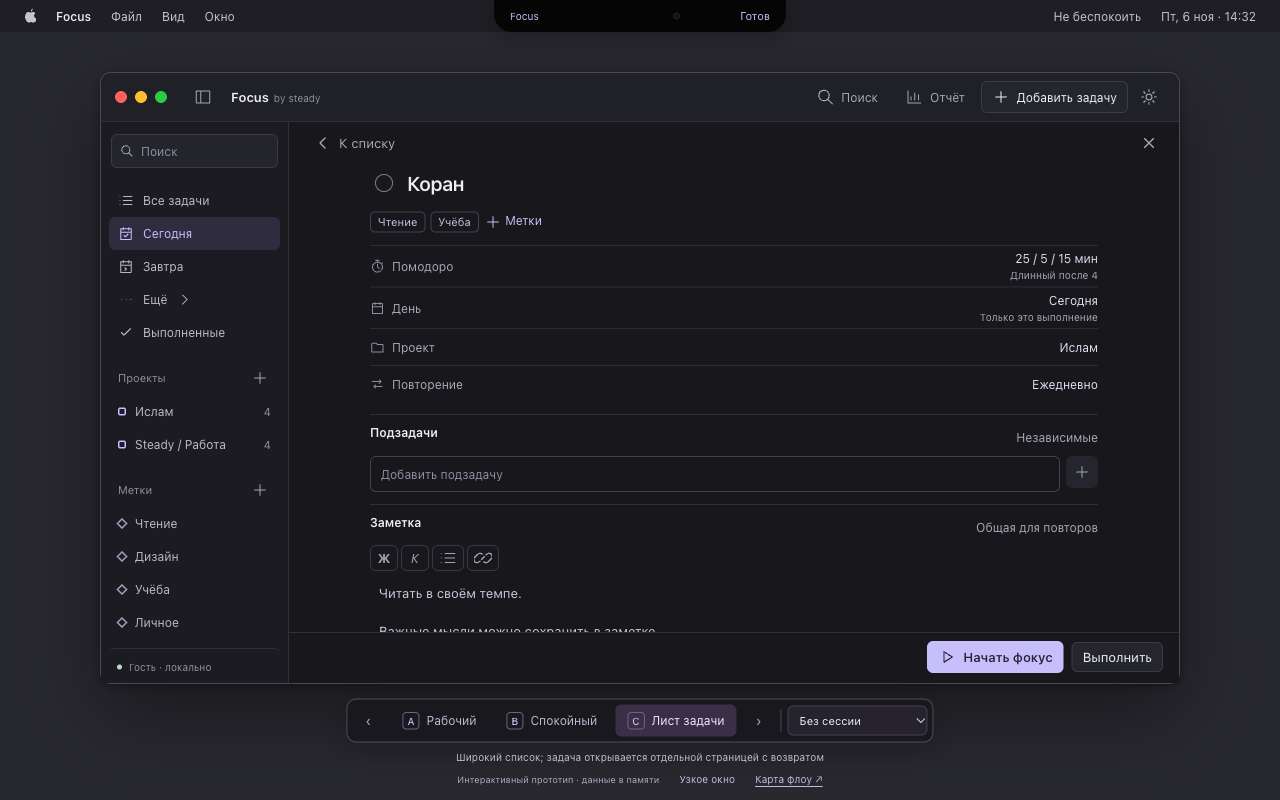 Focus Файл Вид Окно
Focus Готов
Не беспокоить Пт, 6 ноя · 14:32
Focus by steady
Поиск Отчёт Добавить задачу
Поиск
Все задачи
Сегодня
Завтра
Ещё
Выполненные
Проекты
Ислам 4
Steady / Работа 4
Метки
Чтение
Дизайн
Учёба
Личное
Гость · локально
К списку
Коран
Чтение Учёба Метки
Помодоро 25 / 5 / 15 мин
Длинный после 4
День Сегодня
Только это выполнение
Проект Ислам
Повторение Ежедневно
Подзадачи Независимые
Добавить подзадачу
Заметка Общая для повторов
Ж К
Читать в своём темпе.
Важные мысли можно сохранить в заметке
Начать фокус Выполнить
‹ A Рабочий B Спокойный C Лист задачи › Без сессии
Широкий список; задача открывается отдельной страницей с возвратом
Интерактивный прототип · данные в памяти Узкое окно Карта флоу ↗